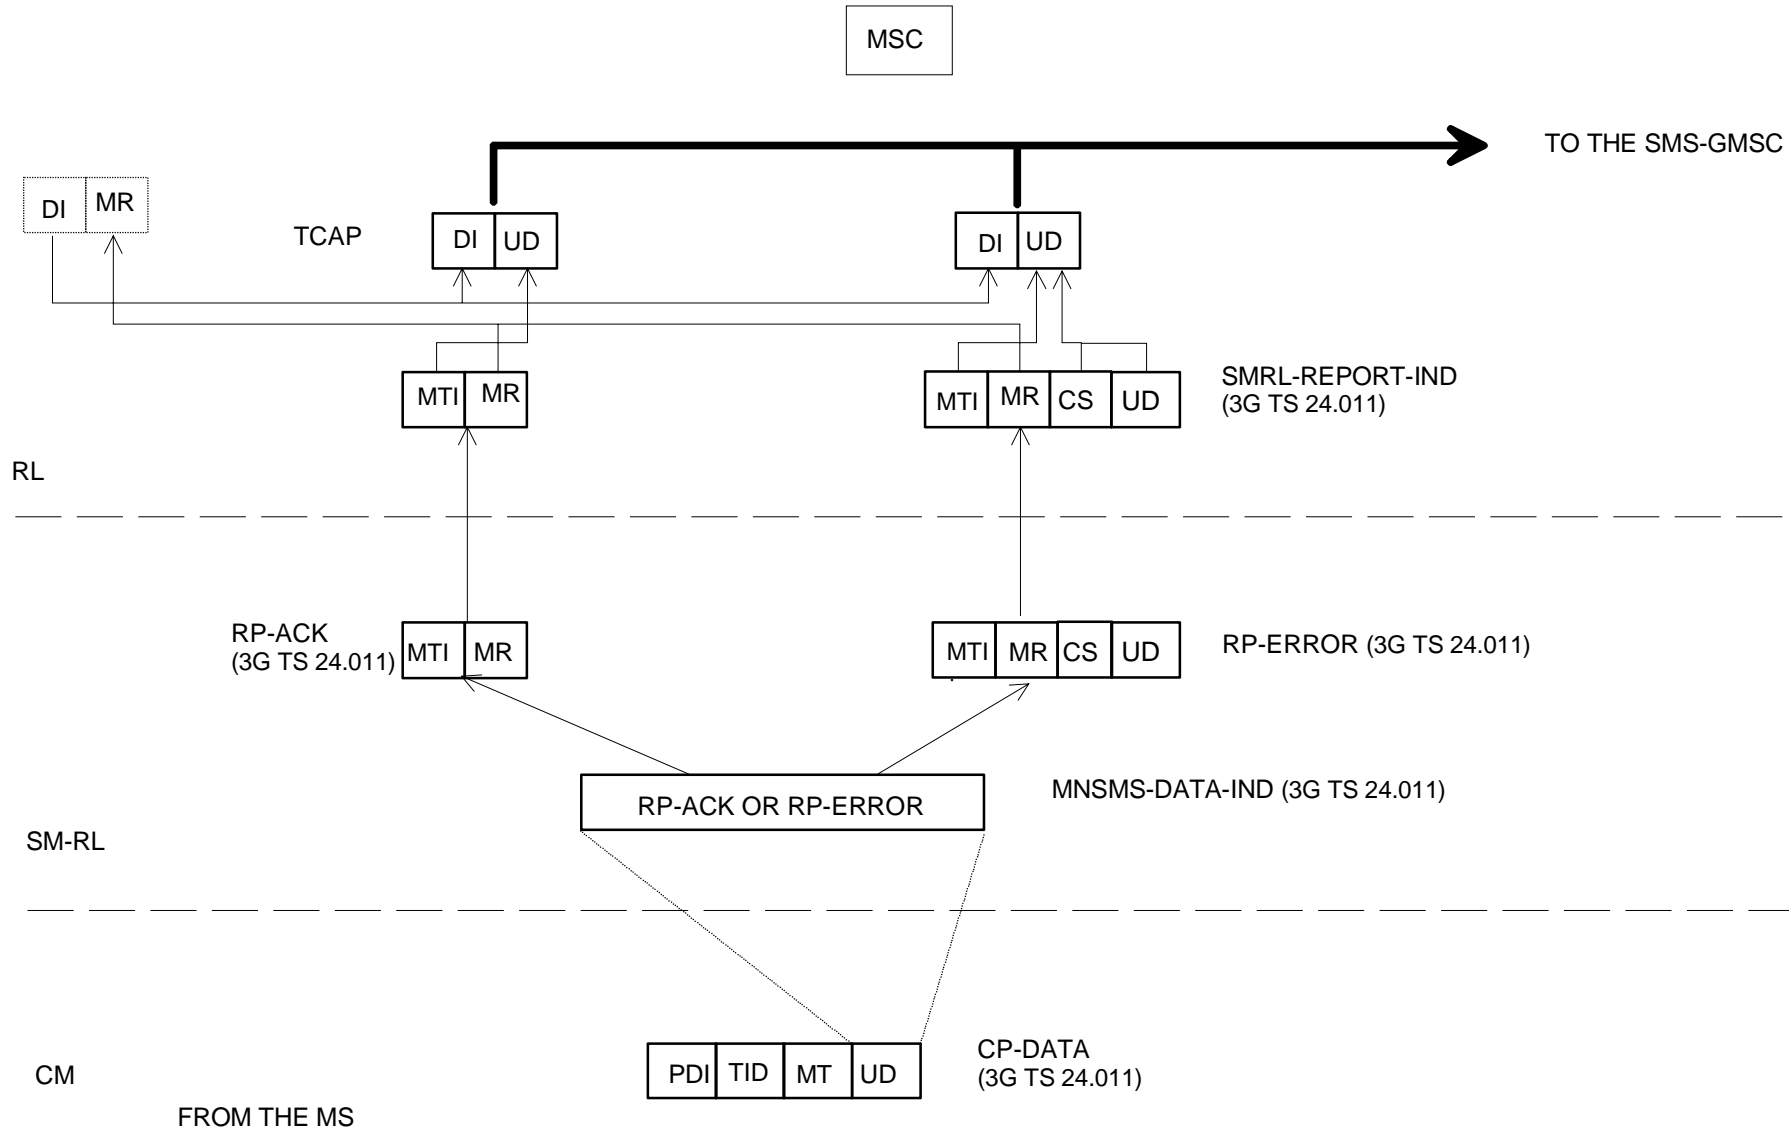 MSC
TO THE SMS-GMSC
DI MR
TCAP
DI UD
DI UD
MTI MR
MTI MR CS UD
SMRL-REPORT-IND
(3G TS 24.011)
RL
RP-ACK
(3G TS 24.011)
MTI MR
MTI MR CS UD
RP-ERROR (3G TS 24.011)
RP-ACK OR RP-ERROR
MNSMS-DATA-IND (3G TS 24.011)
SM-RL
PDI TID MT UD
CP-DATA
(3G TS 24.011)
CM
FROM THE MS